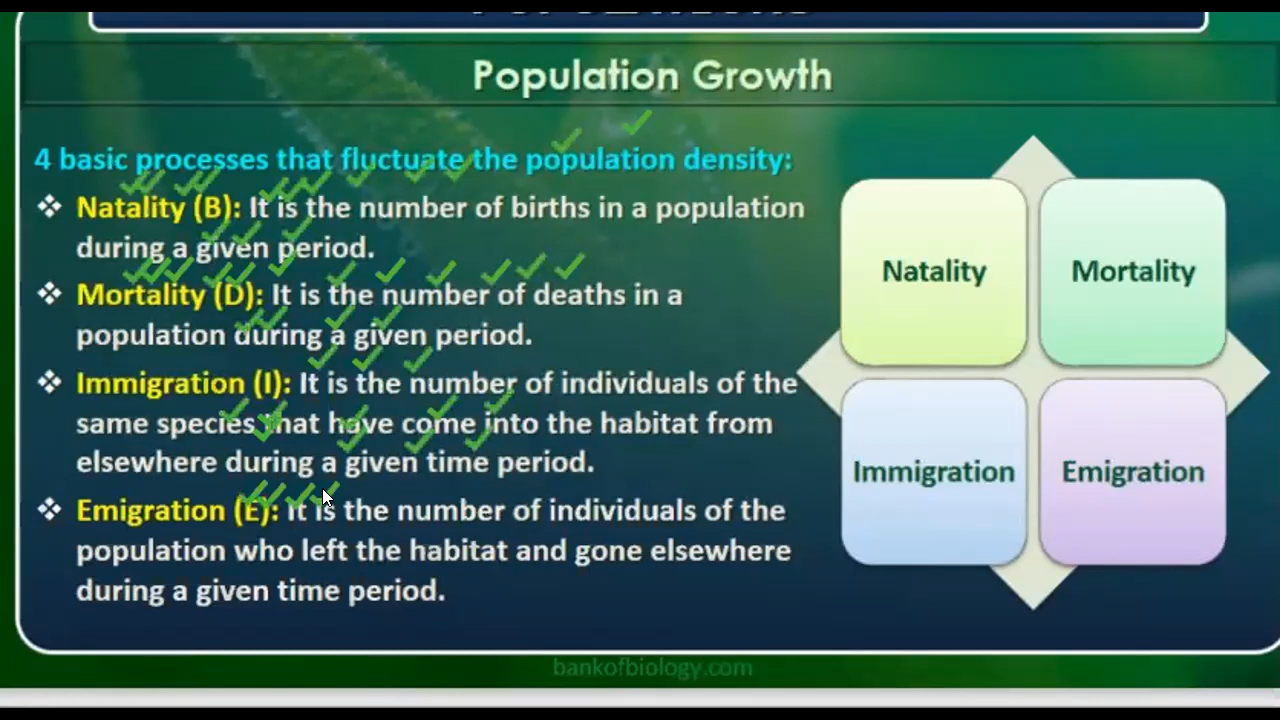 Population Growth
4 basic processes that fluctuate the population density:
❖ Natality (B): It is the number of births in a population
during a given period.
❖ Mortality (D): It is the number of deaths in a
population during a given period.
❖ Immigration (I): It is the number of individuals of the
same species that have come into the habitat from
elsewhere during a given time period.
❖ Emigration (E): It is the number of individuals of the
population who left the habitat and gone elsewhere
during a given time period.
Natality
Mortality
Immigration
Emigration
bankofbiology.com